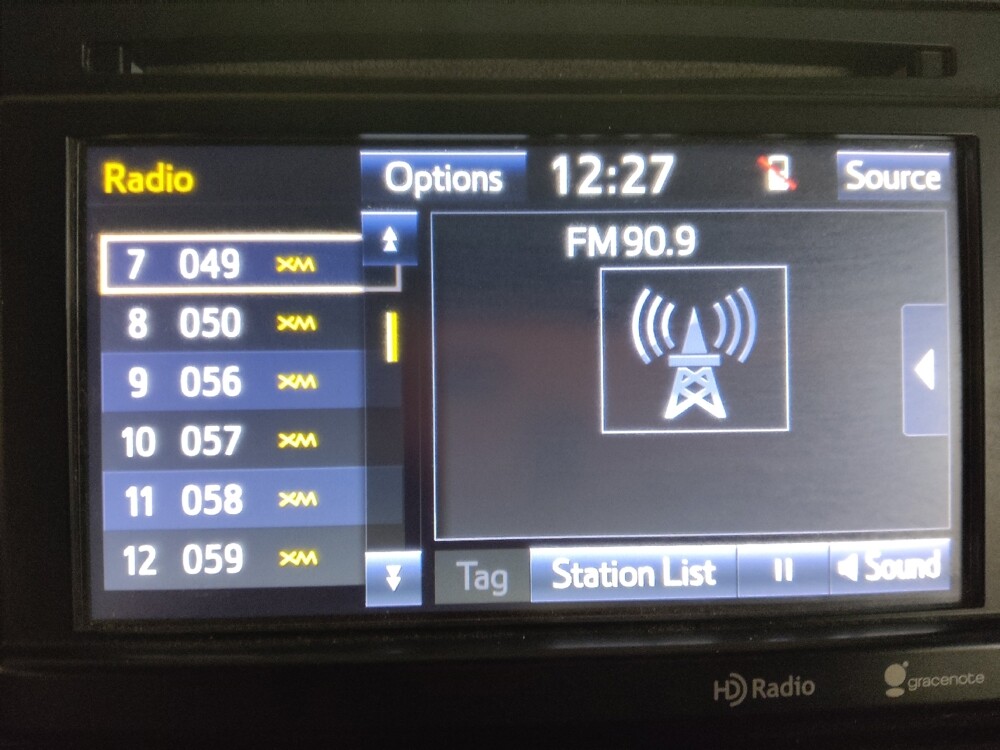 Radio Options 12:27 Source
FM 90.9
7 049 XM
8 050 XM
9 056 XM
10 057 XM
11 058 XM
12 059 XM
Tag Station List Sound
HD Radio gracenote